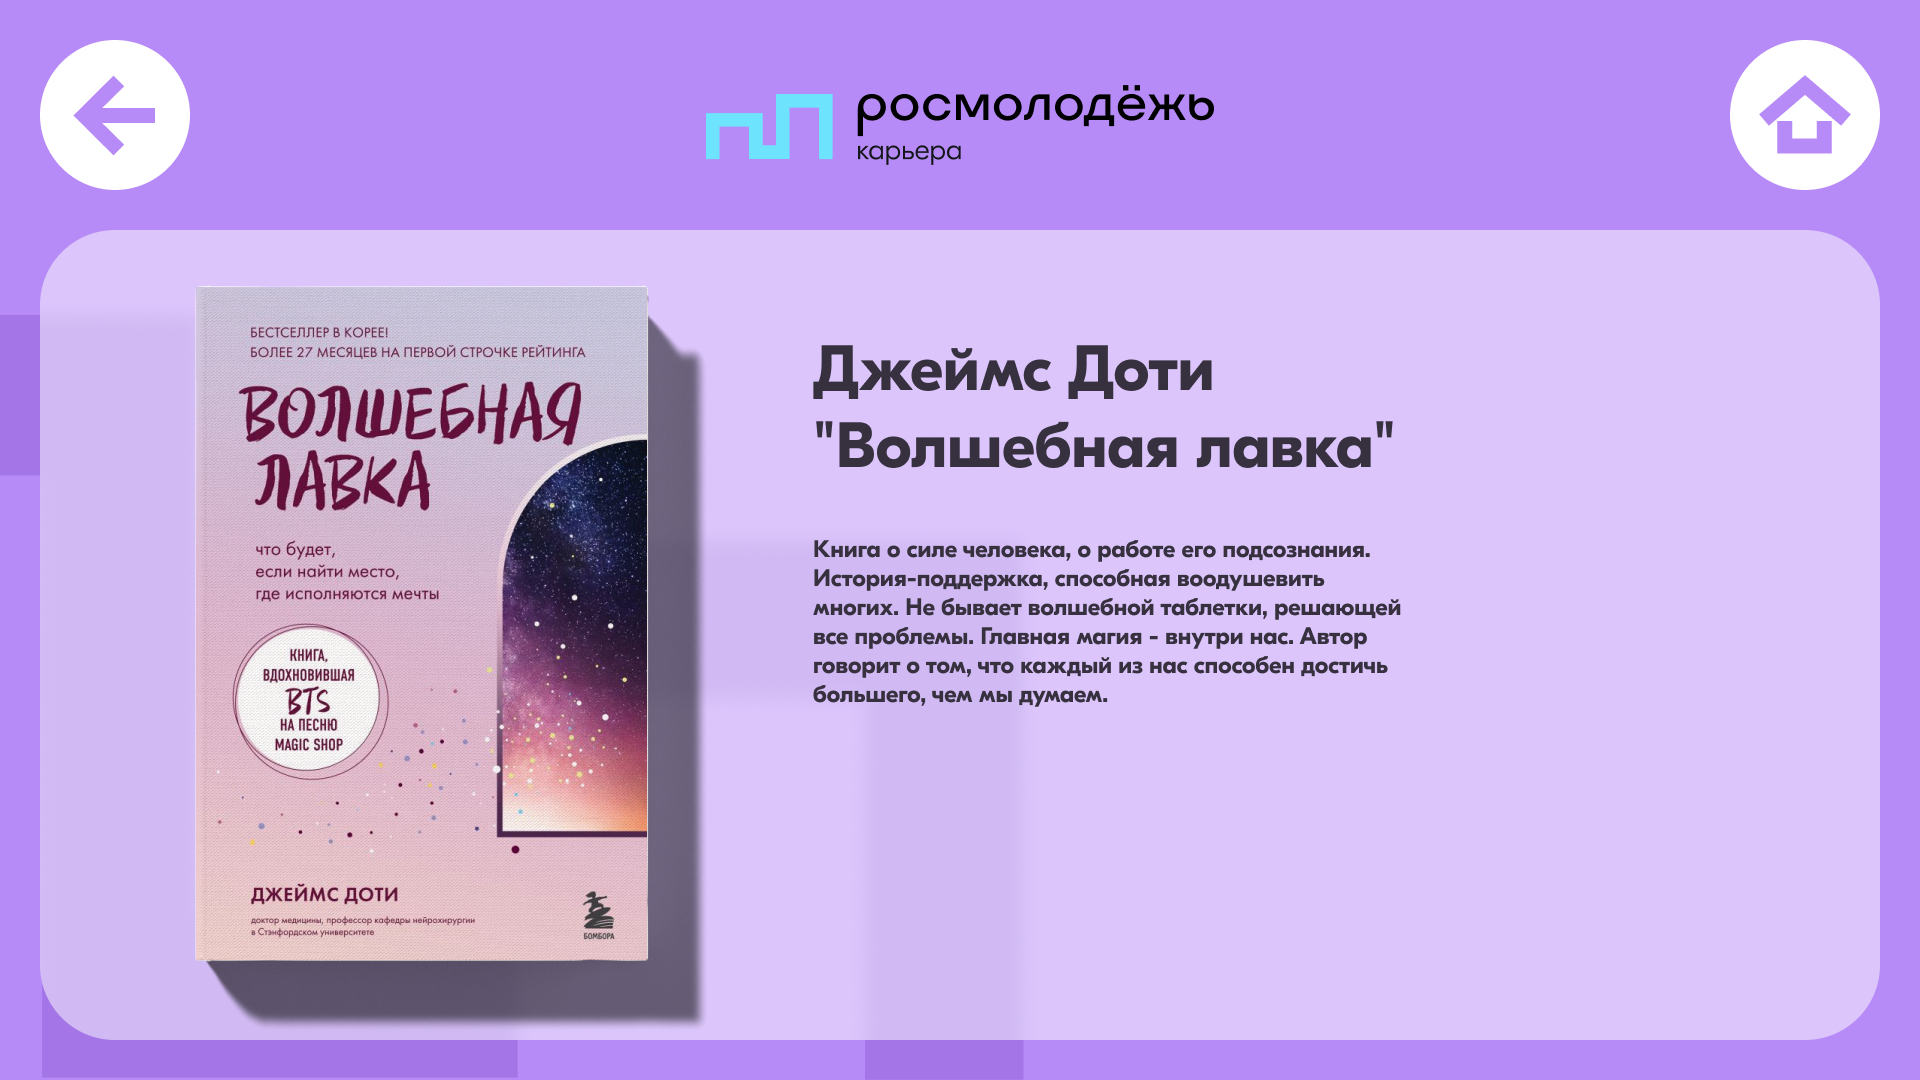 росмолодёжь
карьера
БЕСТСЕЛЛЕР В КОРЕЕ!
БОЛЕЕ 27 МЕСЯЦЕВ НА ПЕРВОЙ СТРОЧКЕ РЕЙТИНГА
ВОЛШЕБНАЯ
ЛАВКА
что будет,
если найти место,
где исполняются мечты
КНИГА,
ВДОХНОВИВШАЯ
BTS
НА ПЕСНЮ
MAGIC SHOP
ДЖЕЙМС ДОТИ
доктор медицины, профессор кафедры нейрохирургии
в Стэнфордском университете
БОМБОРА
Джеймс Доти
"Волшебная лавка"
Книга о силе человека, о работе его подсознания.
История-поддержка, способная воодушевить
многих. Не бывает волшебной таблетки, решающей
все проблемы. Главная магия - внутри нас. Автор
говорит о том, что каждый из нас способен достичь
большего, чем мы думаем.